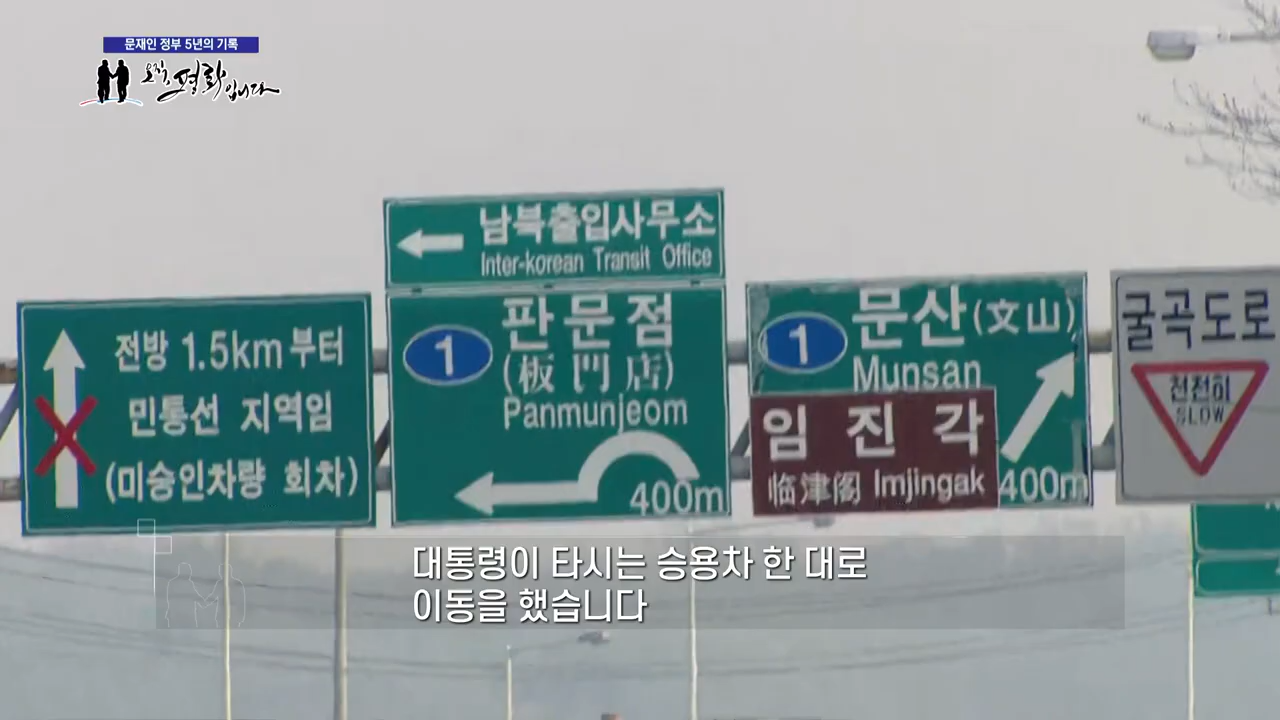 문재인 정부 5년의 기록
오직, 평화입니다
남북출입사무소
Inter-korean Transit Office
전방 1.5km 부터
민통선 지역임
(미승인차량 회차)
1
판문점
(板門店)
Panmunjeom
400m
1
문산(文山)
Munsan
임진각
临津阁 Imjingak
400m
굴곡도로
천천히
SLOW
대통령이 타시는 승용차 한 대로
이동을 했습니다